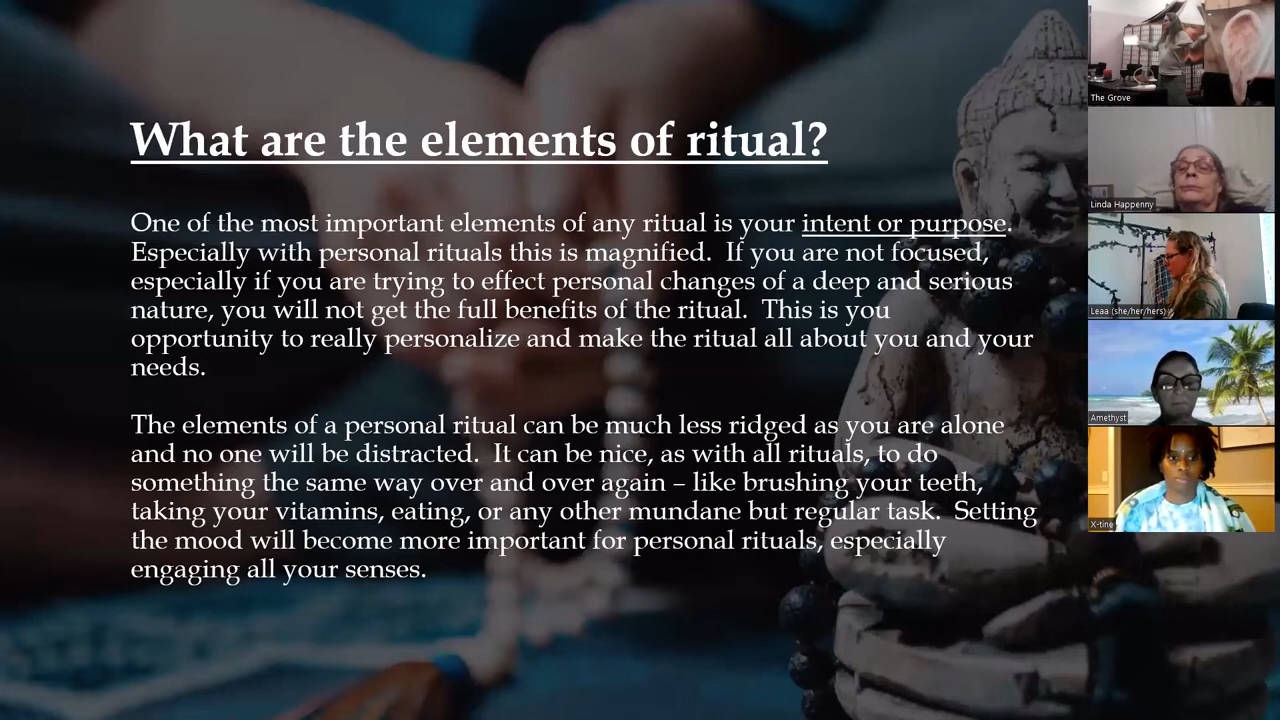 What are the elements of ritual?
One of the most important elements of any ritual is your intent or purpose.
Especially with personal rituals this is magnified.  If you are not focused,
especially if you are trying to effect personal changes of a deep and serious
nature, you will not get the full benefits of the ritual.  This is you
opportunity to really personalize and make the ritual all about you and your
needs.
The elements of a personal ritual can be much less ridged as you are alone
and no one will be distracted.  It can be nice, as with all rituals, to do
something the same way over and over again – like brushing your teeth,
taking your vitamins, eating, or any other mundane but regular task.  Setting
the mood will become more important for personal rituals, especially
engaging all your senses.
The Grove
Linda Happenny
Leaa (she/her/hers)
Amethyst
X-tine